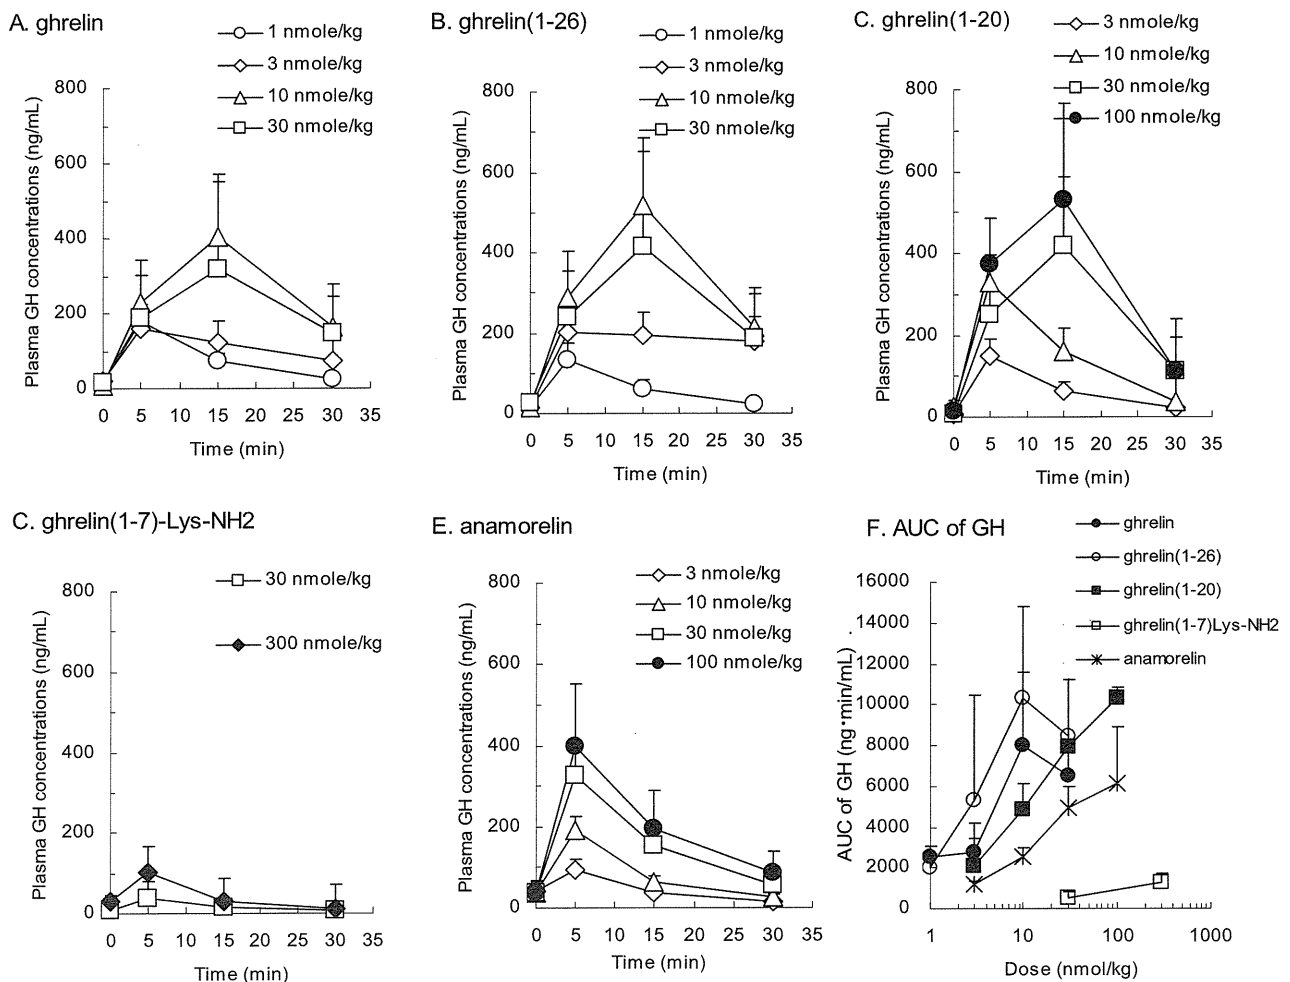 A. ghrelin
1 nmole/kg
3 nmole/kg
10 nmole/kg
30 nmole/kg
Plasma GH concentrations (ng/mL)
800
600
400
200
0
0 5 10 15 20 25 30 35
Time (min)
B. ghrelin(1-26)
1 nmole/kg
3 nmole/kg
10 nmole/kg
30 nmole/kg
Plasma GH concentrations (ng/mL)
800
600
400
200
0
0 5 10 15 20 25 30 35
Time (min)
C. ghrelin(1-20)
3 nmole/kg
10 nmole/kg
30 nmole/kg
100 nmole/kg
Plasma GH concentrations (ng/mL)
800
600
400
200
0
0 5 10 15 20 25 30 35
Time (min)
C. ghrelin(1-7)-Lys-NH2
30 nmole/kg
300 nmole/kg
Plasma GH concentrations (ng/mL)
800
600
400
200
0
0 5 10 15 20 25 30 35
Time (min)
E. anamorelin
3 nmole/kg
10 nmole/kg
30 nmole/kg
100 nmole/kg
Plasma GH concentrations (ng/mL)
800
600
400
200
0
0 5 10 15 20 25 30 35
Time (min)
F. AUC of GH
ghrelin
ghrelin(1-26)
ghrelin(1-20)
ghrelin(1-7)Lys-NH2
anamorelin
AUC of GH (ng·min/mL)
16000
14000
12000
10000
8000
6000
4000
2000
0
1 10 100 1000
Dose (nmol/kg)